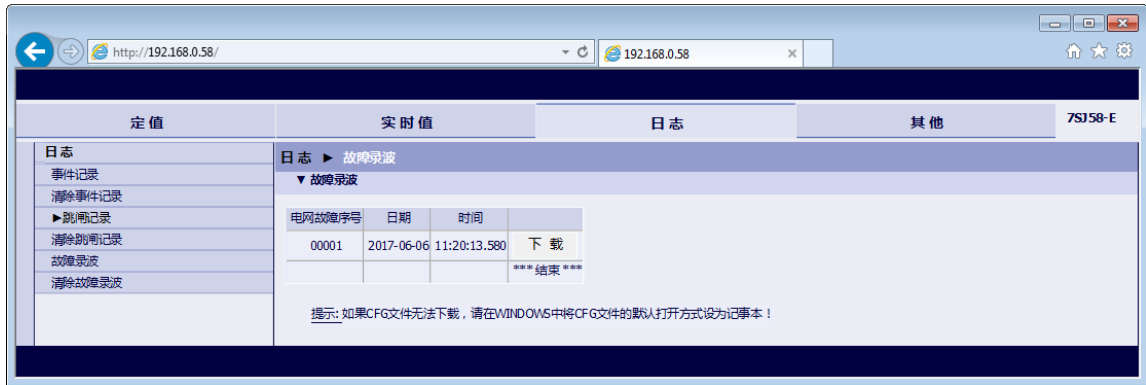 http://192.168.0.58/
192.168.0.58
定值 实时值 日志 其他 7SJ58-E
日志
事件记录
清除事件记录
▶跳闸记录
清除跳闸记录
故障录波
清除故障录波
日志 ▶ 故障录波
▼ 故障录波
电网故障序号 日期 时间
00001 2017-06-06 11:20:13.580 下 载
*** 结束 ***
提示: 如果CFG文件无法下载，请在WINDOWS中将CFG文件的默认打开方式设为记事本！